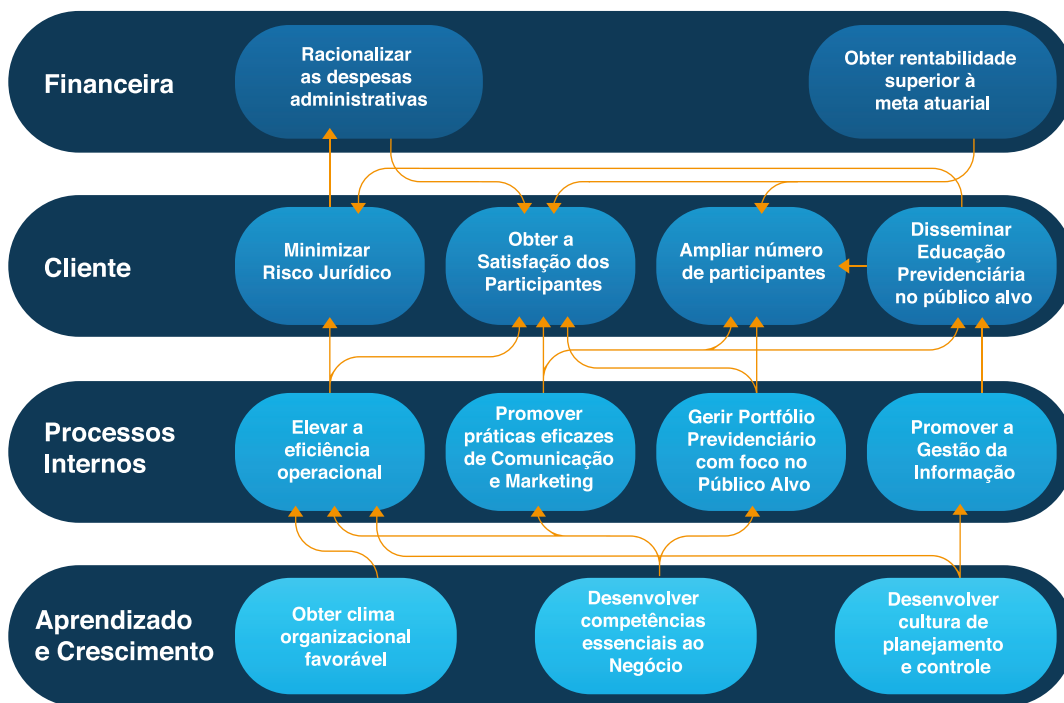 Financeira
Racionalizar
as despesas
administrativas
Obter rentabilidade
superior à
meta atuarial
Cliente
Minimizar
Risco Jurídico
Obter a
Satisfação dos
Participantes
Ampliar número
de participantes
Disseminar
Educação
Previdenciária
no público alvo
Processos
Internos
Elevar a
eficiência
operacional
Promover
práticas eficazes
de Comunicação
e Marketing
Gerir Portfólio
Previdenciário
com foco no
Público Alvo
Promover a
Gestão da
Informação
Aprendizado
e Crescimento
Obter clima
organizacional
favorável
Desenvolver
competências
essenciais ao
Negócio
Desenvolver
cultura de
planejamento
e controle